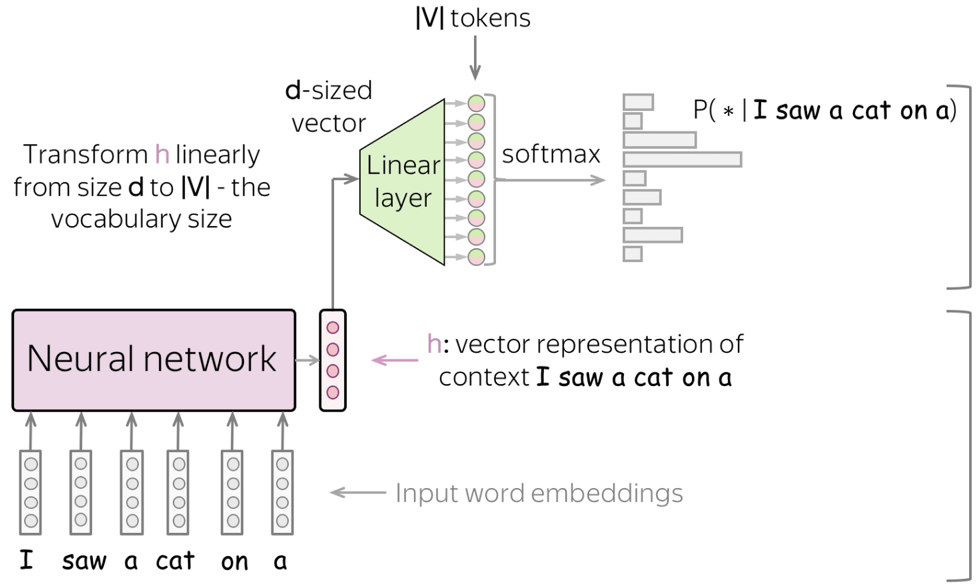 |V| tokens
d-sized
vector
Transform h linearly
from size d to |V| - the
vocabulary size
Linear
layer
softmax
P( * | I saw a cat on a)
Neural network
h: vector representation of
context I saw a cat on a
Input word embeddings
I saw a cat on a